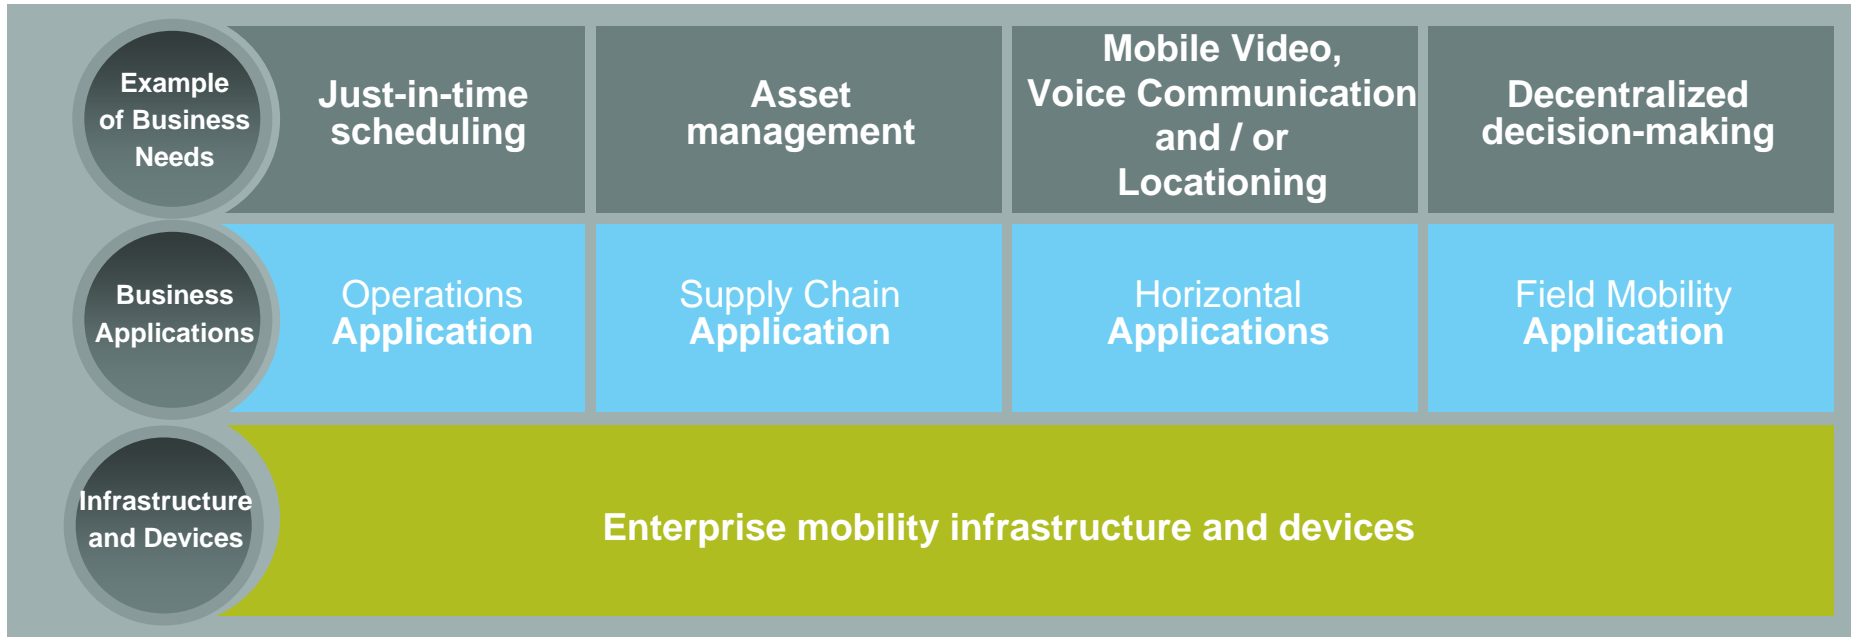 Example
of Business
Needs
Just-in-time
scheduling
Asset
management
Mobile Video,
Voice Communication
and / or
Locationing
Decentralized
decision-making
Business
Applications
Operations
Application
Supply Chain
Application
Horizontal
Applications
Field Mobility
Application
Infrastructure
and Devices
Enterprise mobility infrastructure and devices